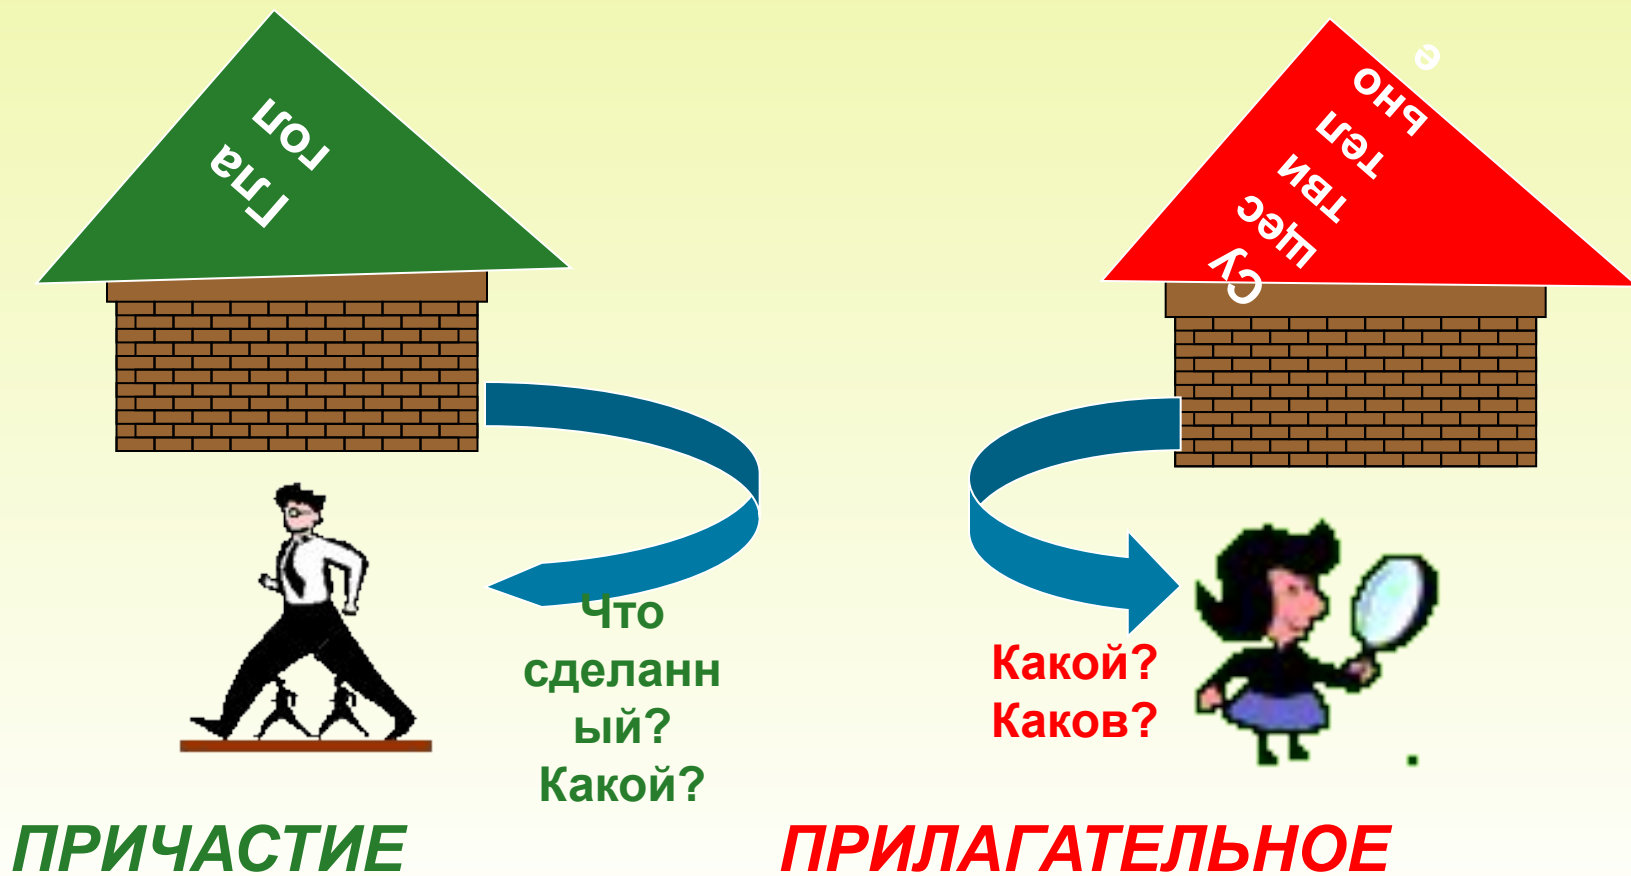 Гла
гол
Су
щес
тви
тел
ьно
е
Что
сделанн
ый?
Какой?
Какой?
Каков?
ПРИЧАСТИЕ
ПРИЛАГАТЕЛЬНОЕ